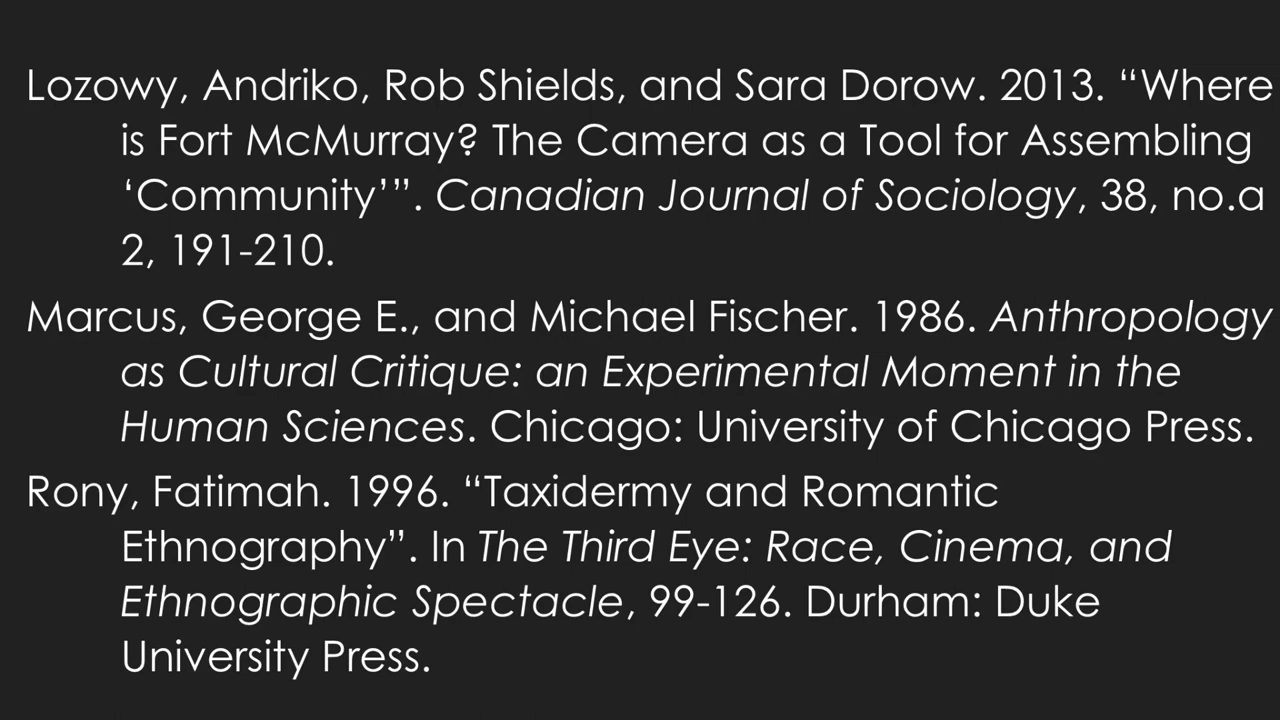 Lozowy, Andriko, Rob Shields, and Sara Dorow. 2013. “Where
is Fort McMurray? The Camera as a Tool for Assembling
‘Community’”. Canadian Journal of Sociology, 38, no.a
2, 191-210.
Marcus, George E., and Michael Fischer. 1986. Anthropology
as Cultural Critique: an Experimental Moment in the
Human Sciences. Chicago: University of Chicago Press.
Rony, Fatimah. 1996. “Taxidermy and Romantic
Ethnography”. In The Third Eye: Race, Cinema, and
Ethnographic Spectacle, 99-126. Durham: Duke
University Press.